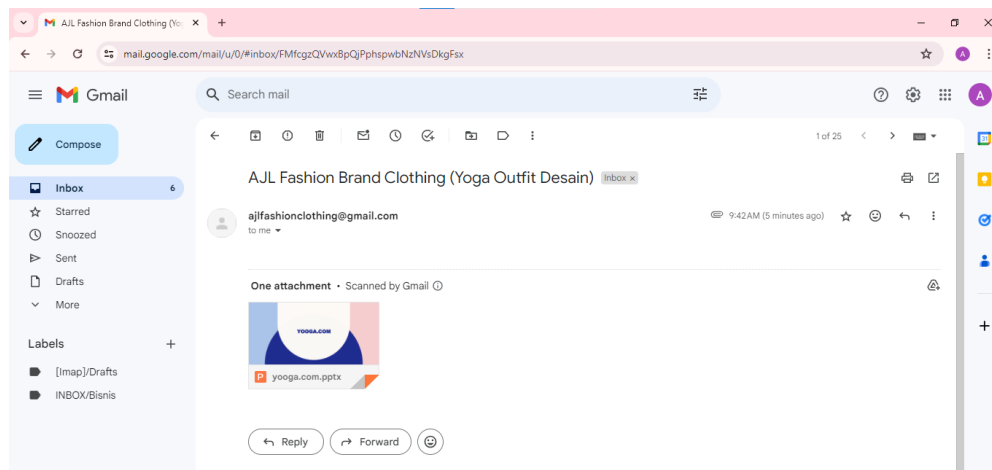 AJL Fashion Brand Clothing (Yo
mail.google.com/mail/u/0/#inbox/FMfcgzQVwxBpQjPphspwbNzNVsDkgFsx
A
Gmail
Search mail
A
Compose
1 of 25
AJL Fashion Brand Clothing (Yoga Outfit Desain) Inbox x
Inbox 6
Starred
ajlfashionclothing@gmail.com 9:42 AM (5 minutes ago)
to me
Snoozed
Sent
Drafts
More
One attachment • Scanned by Gmail
YOOGA.COM
P yooga.com.pptx
Labels
[Imap]/Drafts
INBOX/Bisnis
Reply Forward
31